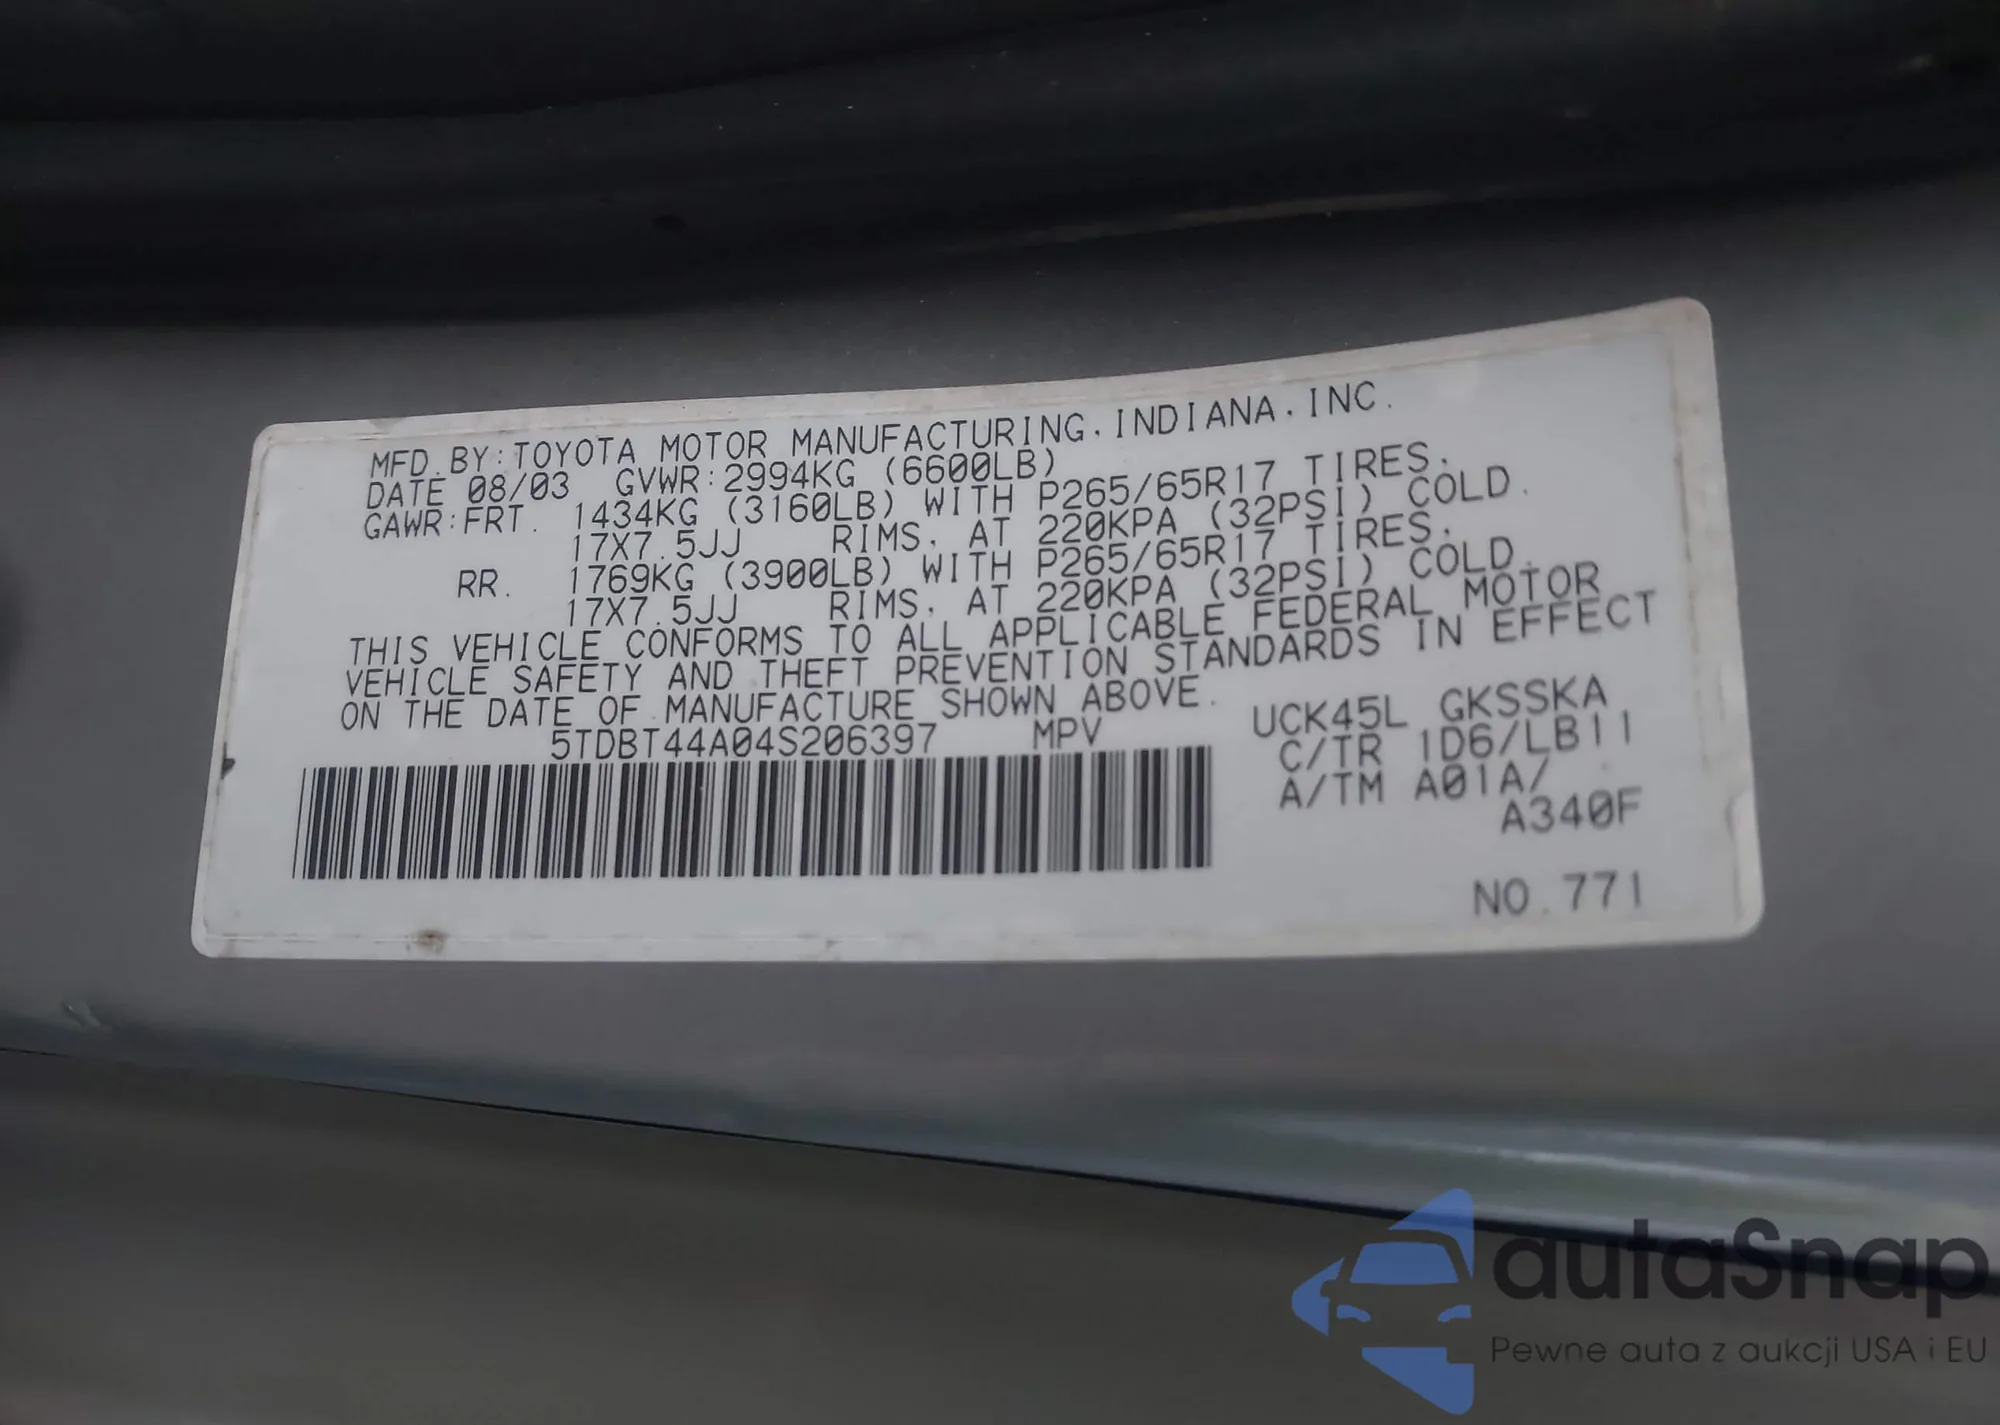 MFD. BY: TOYOTA MOTOR MANUFACTURING, INDIANA, INC.
DATE 08/03 GVWR: 2994KG (6600LB)
GAWR: FRT. 1434KG (3160LB) WITH P265/65R17 TIRES,
17X7.5JJ RIMS, AT 220KPA (32PSI) COLD.
RR. 1769KG (3900LB) WITH P265/65R17 TIRES,
17X7.5JJ RIMS, AT 220KPA (32PSI) COLD.
THIS VEHICLE CONFORMS TO ALL APPLICABLE FEDERAL MOTOR
VEHICLE SAFETY AND THEFT PREVENTION STANDARDS IN EFFECT
ON THE DATE OF MANUFACTURE SHOWN ABOVE.
5TDBT44A04S206397 MPV
UCK45L GKSSKA
C/TR 1D6/LB11
A/TM A01A/
A340F
NO. 771
autaSnap
Pewne auta z aukcji USA i EU